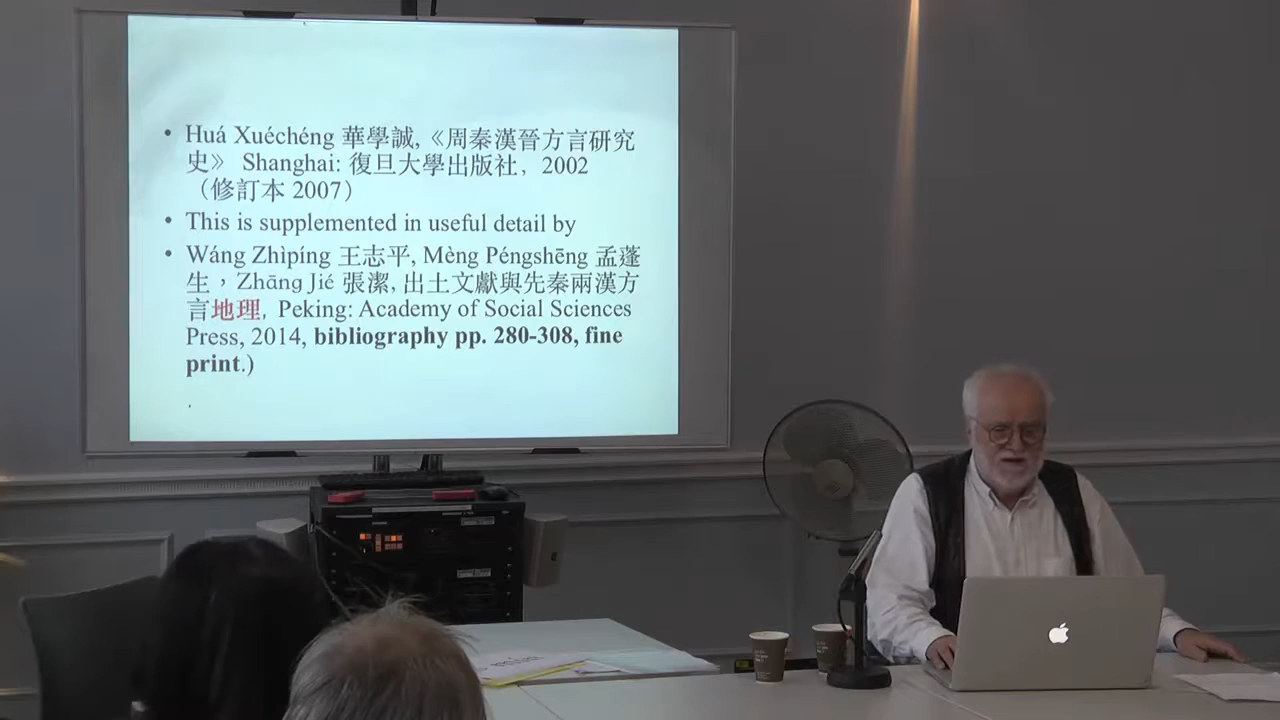 • Huá Xuéchéng 華學誠,《周秦漢晉方言研究
史》 Shanghai: 復旦大學出版社, 2002
(修訂本 2007)
• This is supplemented in useful detail by
• Wáng Zhìpíng 王志平, Mèng Péngshēng 孟蓬
生,Zhāng Jié 張潔, 出土文獻與先秦兩漢方
言地理, Peking: Academy of Social Sciences
Press, 2014, bibliography pp. 280-308, fine
print.)